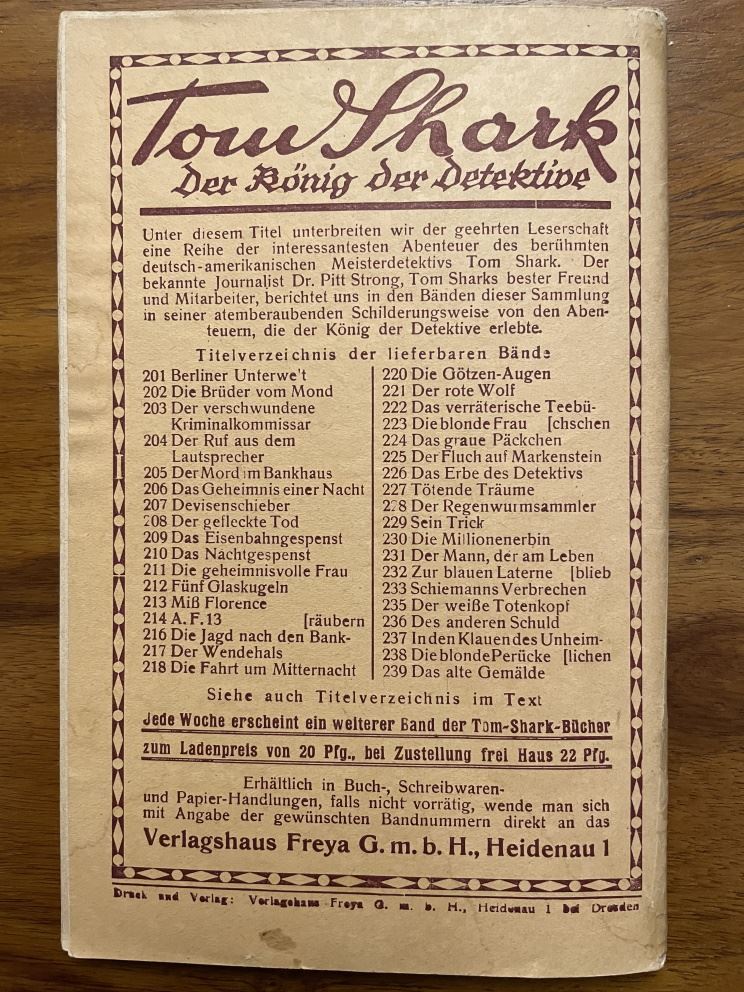 Tom Shark
Der König der Detektive
Unter diesem Titel unterbreiten wir der geehrten Leserschaft
eine Reihe der interessantesten Abenteuer des berühmten
deutsch-amerikanischen Meisterdetektivs Tom Shark. Der
bekannte Journalist Dr. Pitt Strong, Tom Sharks bester Freund
und Mitarbeiter, berichtet uns in den Bänden dieser Sammlung
in seiner atemberaubenden Schilderungsweise von den Aben-
teuern, die der König der Detektive erlebte.
Titelverzeichnis der lieferbaren Bände
201 Berliner Unterwe't
202 Die Brüder vom Mond
203 Der verschwundene
Kriminalkommissar
204 Der Ruf aus dem
Lautsprecher
205 Der Mord im Bankhaus
206 Das Geheimnis einer Nacht
207 Devisenschieber
208 Der gefleckte Tod
209 Das Eisenbahngespenst
210 Das Nachtgespenst
211 Die geheimnisvolle Frau
212 Fünf Glaskugeln
213 Miß Florence
214 A. F. 13 [räubern
216 Die Jagd nach den Bank-
217 Der Wendehals
218 Die Fahrt um Mitternacht
220 Die Götzen-Augen
221 Der rote Wolf
222 Das verräterische Teebü-
223 Die blonde Frau [chschen
224 Das graue Päckchen
225 Der Fluch auf Markenstein
226 Das Erbe des Detektivs
227 Tötende Träume
228 Der Regenwurmsammler
229 Sein Trick
230 Die Millionenerbin
231 Der Mann, der am Leben
232 Zur blauen Laterne [blieb
233 Schiemanns Verbrechen
235 Der weiße Totenkopf
236 Des anderen Schuld
237 In den Klauen des Unheim-
238 Die blonde Perücke [lichen
239 Das alte Gemälde
Siehe auch Titelverzeichnis im Text
Jede Woche erscheint ein weiterer Band der Tom-Shark-Bücher
zum Ladenpreis von 20 Pfg., bei Zustellung frei Haus 22 Pfg.
Erhältlich in Buch-, Schreibwaren-
und Papier-Handlungen, falls nicht vorrätig, wende man sich
mit Angabe der gewünschten Bandnummern direkt an das
Verlagshaus Freya G. m. b. H., Heidenau 1
Druck und Verlag: Verlagshaus Freya G. m. b. H., Heidenau 1 bei Dresden